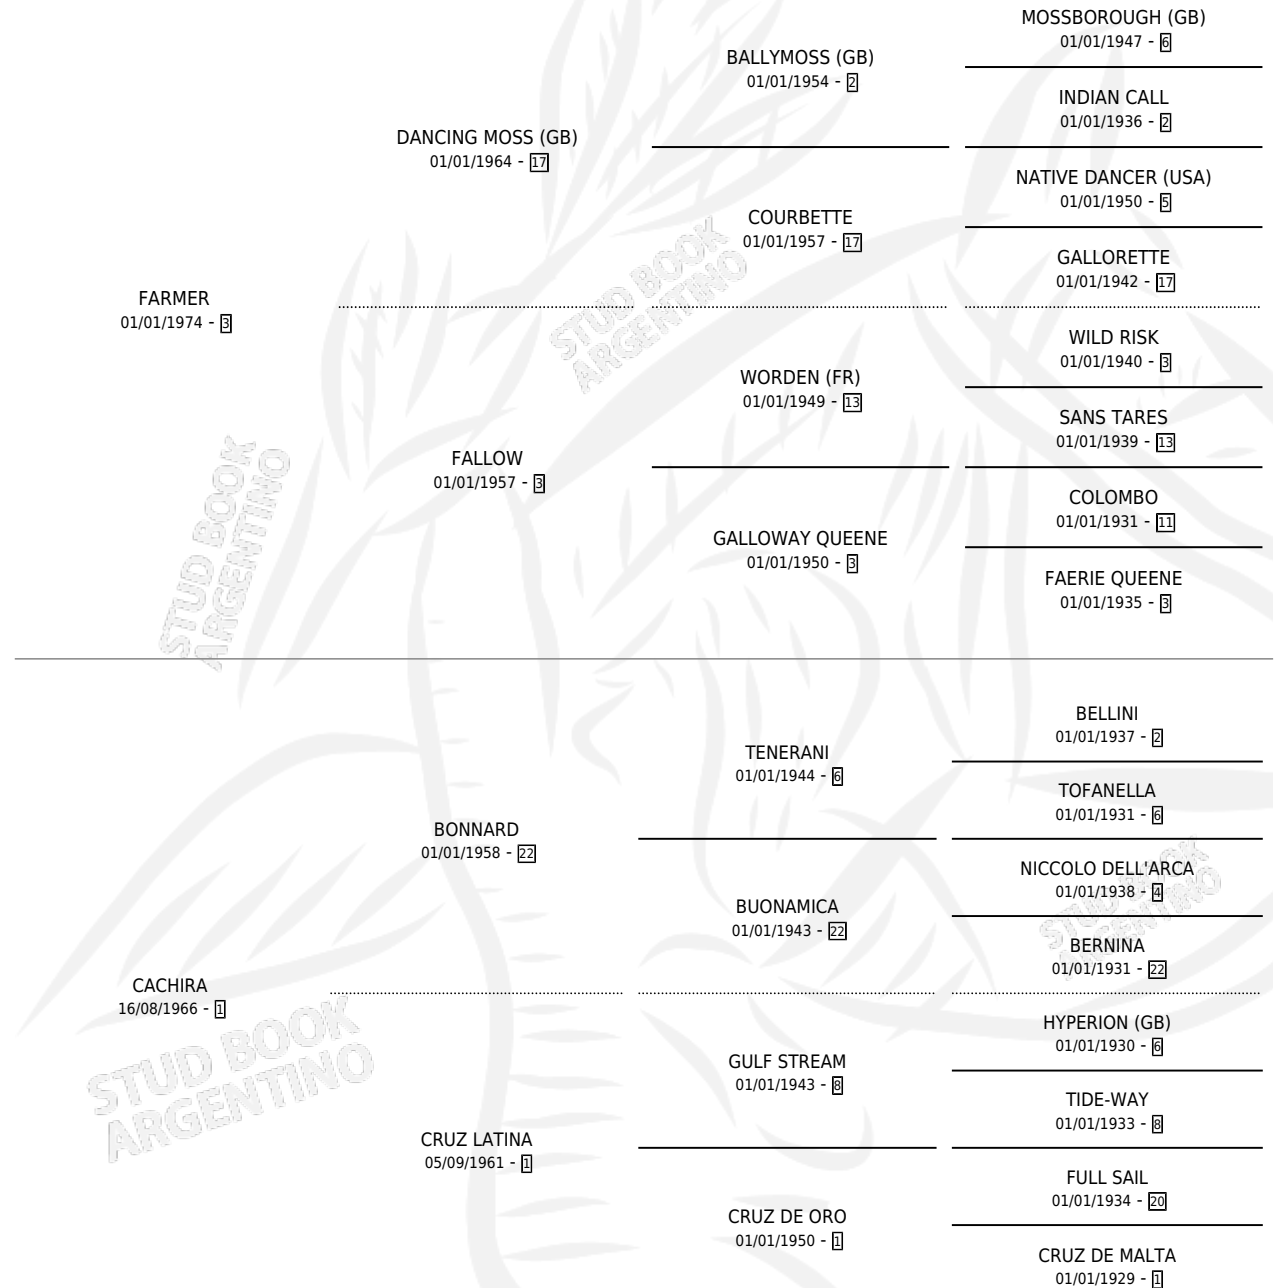 MOSSBOROUGH (GB)
01/01/1947 - 6
BALLYMOSS (GB)
01/01/1954 - 2
INDIAN CALL
01/01/1936 - 2
DANCING MOSS (GB)
01/01/1964 - 17
NATIVE DANCER (USA)
01/01/1950 - 5
COURBETTE
01/01/1957 - 17
GALLORETTE
01/01/1942 - 17
FARMER
01/01/1974 - 3
WILD RISK
01/01/1940 - 3
WORDEN (FR)
01/01/1949 - 13
SANS TARES
01/01/1939 - 13
FALLOW
01/01/1957 - 3
COLOMBO
01/01/1931 - 11
GALLOWAY QUEENE
01/01/1950 - 3
FAERIE QUEENE
01/01/1935 - 3
STUD BOOK
ARGENTINO
STUD BOOK
ARGENTINO
BELLINI
01/01/1937 - 2
TENERANI
01/01/1944 - 6
TOFANELLA
01/01/1931 - 6
BONNARD
01/01/1958 - 22
NICCOLO DELL'ARCA
01/01/1938 - 4
BUONAMICA
01/01/1943 - 22
BERNINA
01/01/1931 - 22
STUD BOOK
ARGENTINO
CACHIRA
16/08/1966 - 1
HYPERION (GB)
01/01/1930 - 6
GULF STREAM
01/01/1943 - 8
TIDE-WAY
01/01/1933 - 8
CRUZ LATINA
05/09/1961 - 1
FULL SAIL
01/01/1934 - 20
CRUZ DE ORO
01/01/1950 - 1
CRUZ DE MALTA
01/01/1929 - 1
STUD BOOK
ARGENTINO